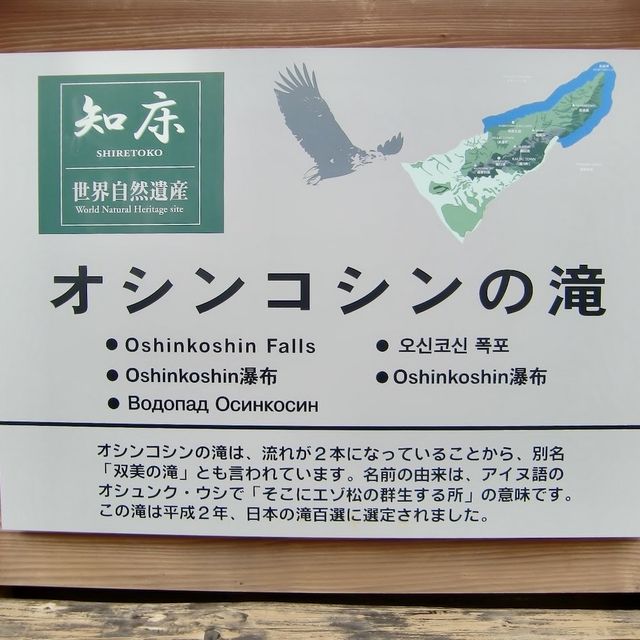 知床
SHIRETOKO
世界自然遺産
World Natural Heritage site
オシンコシンの滝
● Oshinkoshin Falls
● 오신코신 폭포
● Oshinkoshin瀑布
● Oshinkoshin瀑布
● Водопад Осинкосин
オシンコシンの滝は、流れが2本になっていることから、別名
「双美の滝」とも言われています。名前の由来は、アイヌ語の
オシュンク・ウシで「そこにエゾ松の群生する所」の意味です。
この滝は平成2年、日本の滝百選に選定されました。